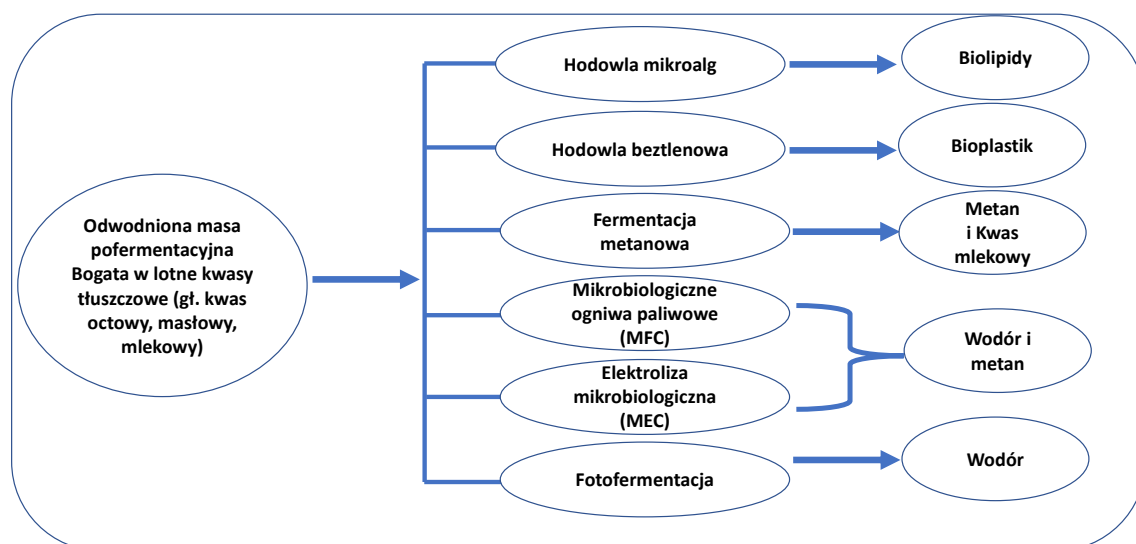 Odwodniona masa
pofermentacyjna
Bogata w lotne kwasy
tłuszczowe (gł. kwas
octowy, masłowy,
mlekowy)
Hodowla mikroalg
Biolipidy
Hodowla beztlenowa
Bioplastik
Fermentacja
metanowa
Metan
i Kwas
mlekowy
Mikrobiologiczne
ogniwa paliwowe
(MFC)
Elektroliza
mikrobiologiczna
(MEC)
Wodór i
metan
Fotofermentacja
Wodór